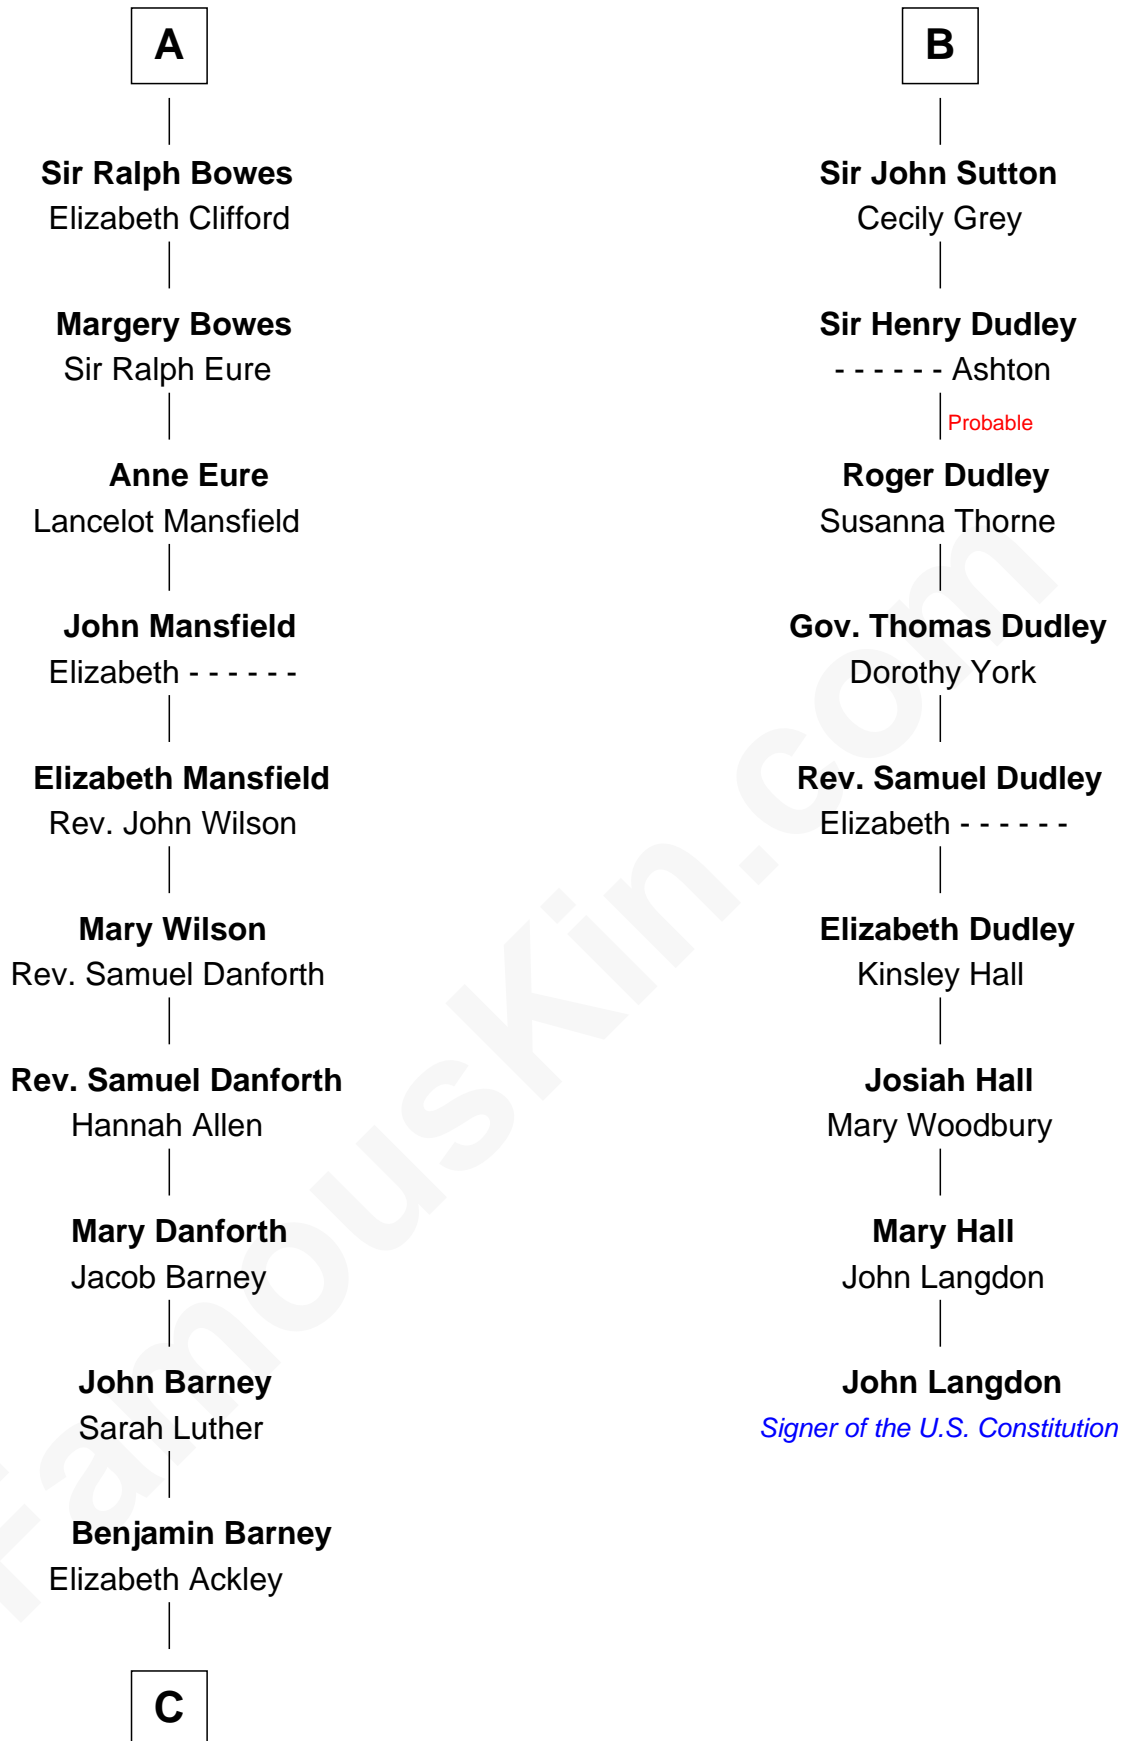 A
Sir Ralph Bowes
Elizabeth Clifford
Margery Bowes
Sir Ralph Eure
Anne Eure
Lancelot Mansfield
John Mansfield
Elizabeth - - - - - -
Elizabeth Mansfield
Rev. John Wilson
Mary Wilson
Rev. Samuel Danforth
Rev. Samuel Danforth
Hannah Allen
Mary Danforth
Jacob Barney
John Barney
Sarah Luther
Benjamin Barney
Elizabeth Ackley
C
B
Sir John Sutton
Cecily Grey
Sir Henry Dudley
- - - - - - Ashton
Probable
Roger Dudley
Susanna Thorne
Gov. Thomas Dudley
Dorothy York
Rev. Samuel Dudley
Elizabeth - - - - - -
Elizabeth Dudley
Kinsley Hall
Josiah Hall
Mary Woodbury
Mary Hall
John Langdon
John Langdon
Signer of the U.S. Constitution
FamousKin.com